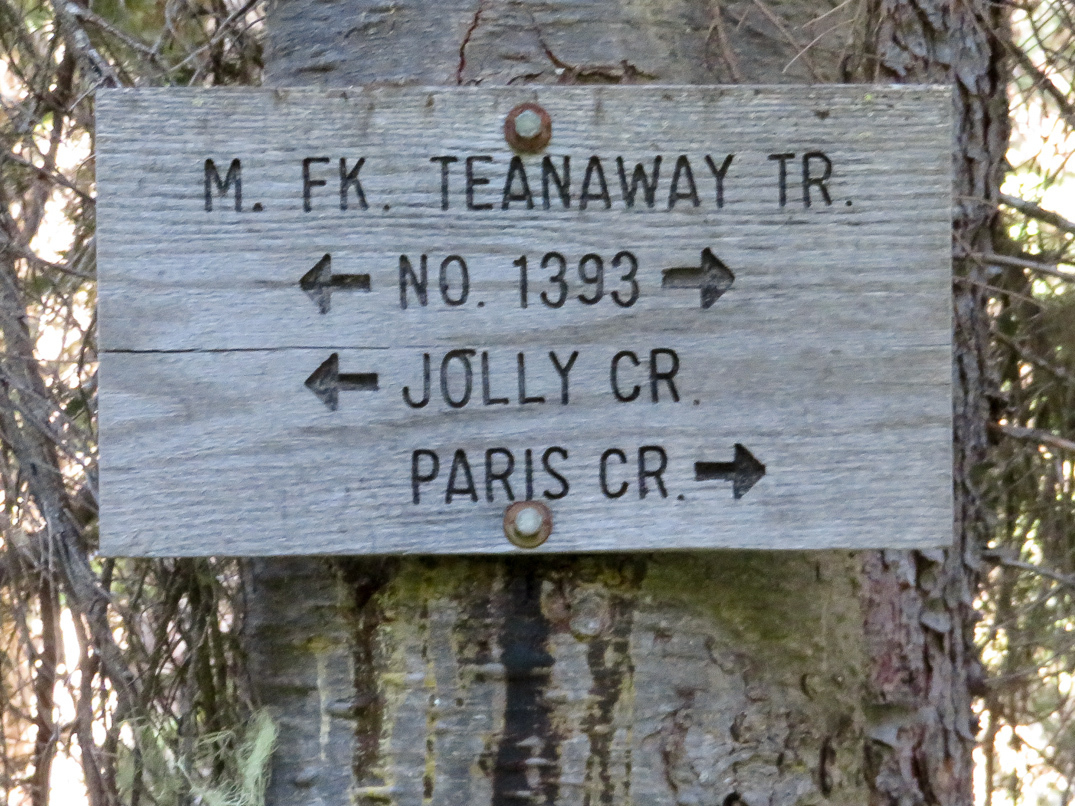 M. FK. TEANAWAY TR.
← NO. 1393 →
← JOLLY CR.
PARIS CR. →